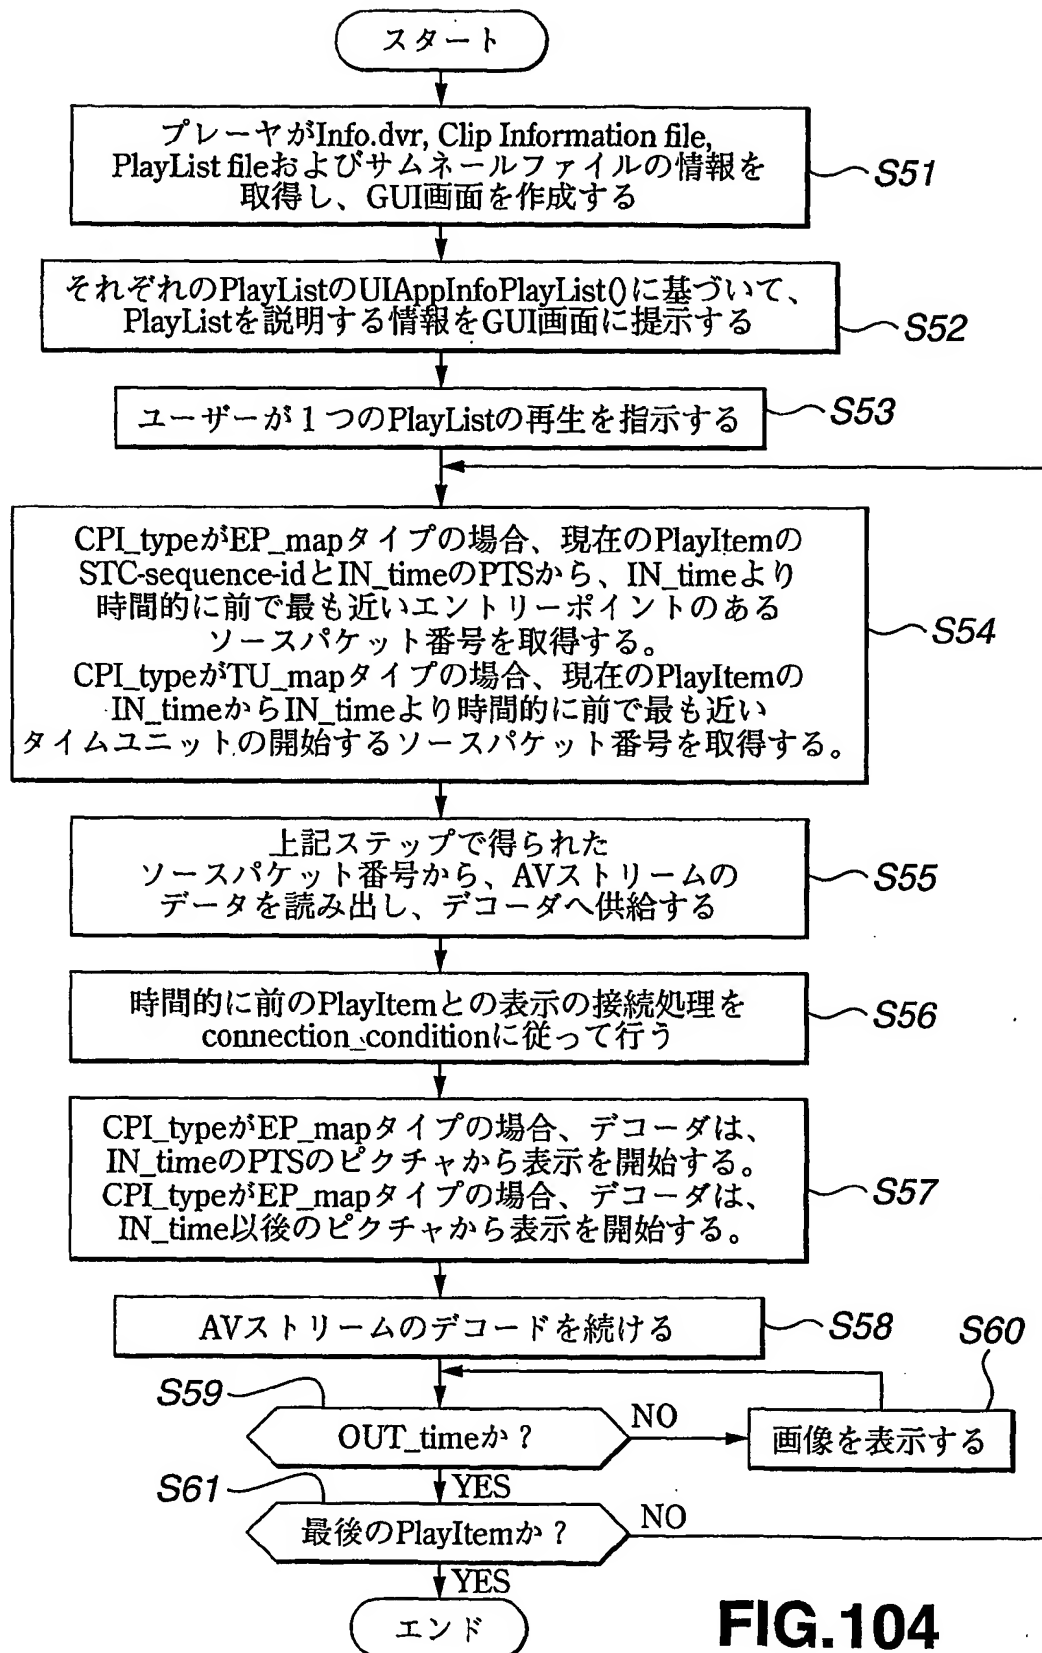 スタート
プレーヤがInfo.dvr, Clip Information file,
PlayList fileおよびサムネールファイルの情報を
取得し、GUI画面を作成する
S51
それぞれのPlayListのUIAppInfoPlayList()に基づいて、
PlayListを説明する情報をGUI画面に提示する
S52
ユーザーが１つのPlayListの再生を指示する
S53
CPI_typeがEP_mapタイプの場合、現在のPlayItemの
STC-sequence-idとIN_timeのPTSから、IN_timeより
時間的に前で最も近いエントリーポイントのある
ソースパケット番号を取得する。
CPI_typeがTU_mapタイプの場合、現在のPlayItemの
IN_timeからIN_timeより時間的に前で最も近い
タイムユニットの開始するソースパケット番号を取得する。
S54
上記ステップで得られた
ソースパケット番号から、AVストリームの
データを読み出し、デコーダへ供給する
S55
時間的に前のPlayItemとの表示の接続処理を
connection_conditionに従って行う
S56
CPI_typeがEP_mapタイプの場合、デコーダは、
IN_timeのPTSのピクチャから表示を開始する。
CPI_typeがEP_mapタイプの場合、デコーダは、
IN_time以後のピクチャから表示を開始する。
S57
AVストリームのデコードを続ける
S58
S60
S59
OUT_timeか？
NO
画像を表示する
YES
S61
最後のPlayItemか？
NO
YES
エンド
FIG.104